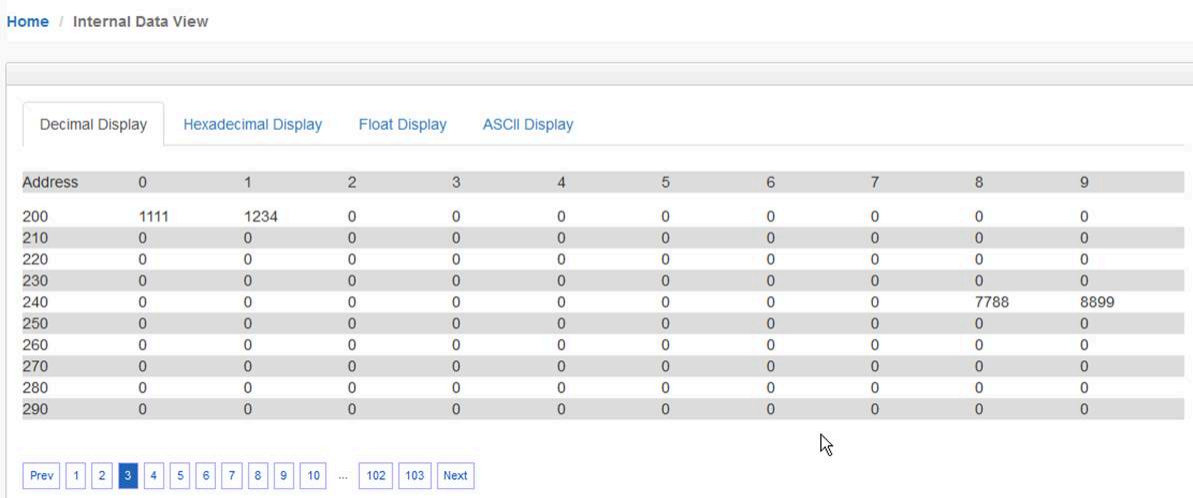 Home / Internal Data View
Decimal Display Hexadecimal Display Float Display ASCII Display
Address 0 1 2 3 4 5 6 7 8 9
200 1111 1234 0 0 0 0 0 0 0 0
210 0 0 0 0 0 0 0 0 0 0
220 0 0 0 0 0 0 0 0 0 0
230 0 0 0 0 0 0 0 0 0 0
240 0 0 0 0 0 0 0 0 7788 8899
250 0 0 0 0 0 0 0 0 0 0
260 0 0 0 0 0 0 0 0 0 0
270 0 0 0 0 0 0 0 0 0 0
280 0 0 0 0 0 0 0 0 0 0
290 0 0 0 0 0 0 0 0 0 0
Prev 1 2 3 4 5 6 7 8 9 10 ... 102 103 Next